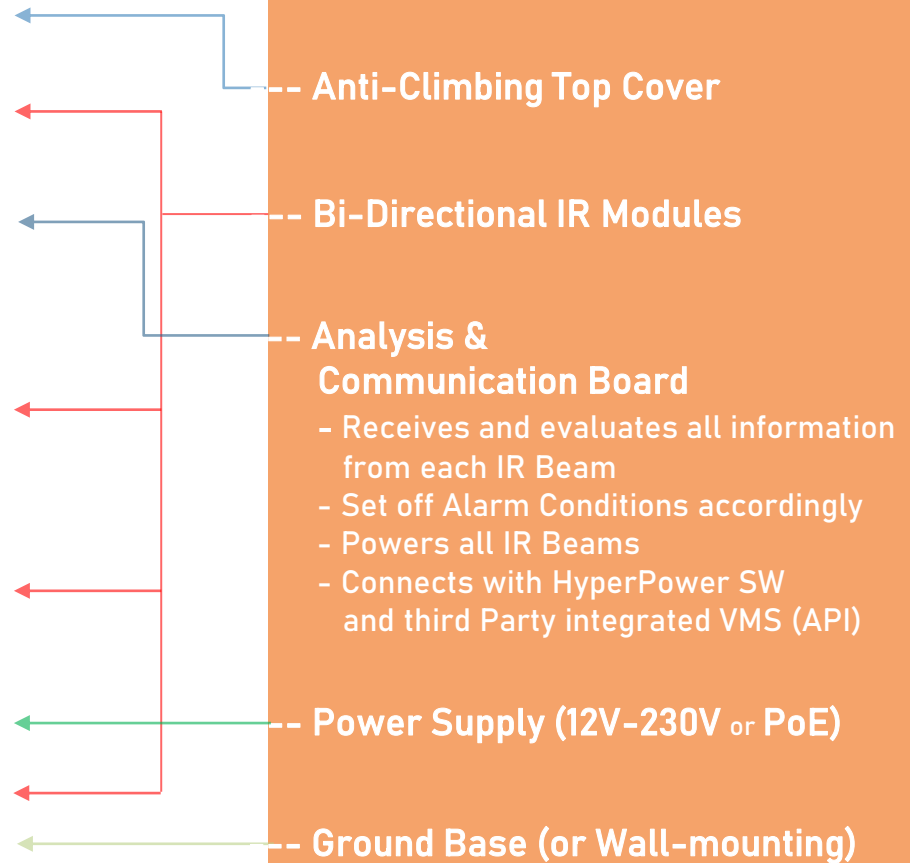 -- Anti-Climbing Top Cover
-- Bi-Directional IR Modules
-- Analysis &
Communication Board
- Receives and evaluates all information
from each IR Beam
- Set off Alarm Conditions accordingly
- Powers all IR Beams
- Connects with HyperPower SW
and third Party integrated VMS (API)
-- Power Supply (12V-230V or PoE)
-- Ground Base (or Wall-mounting)